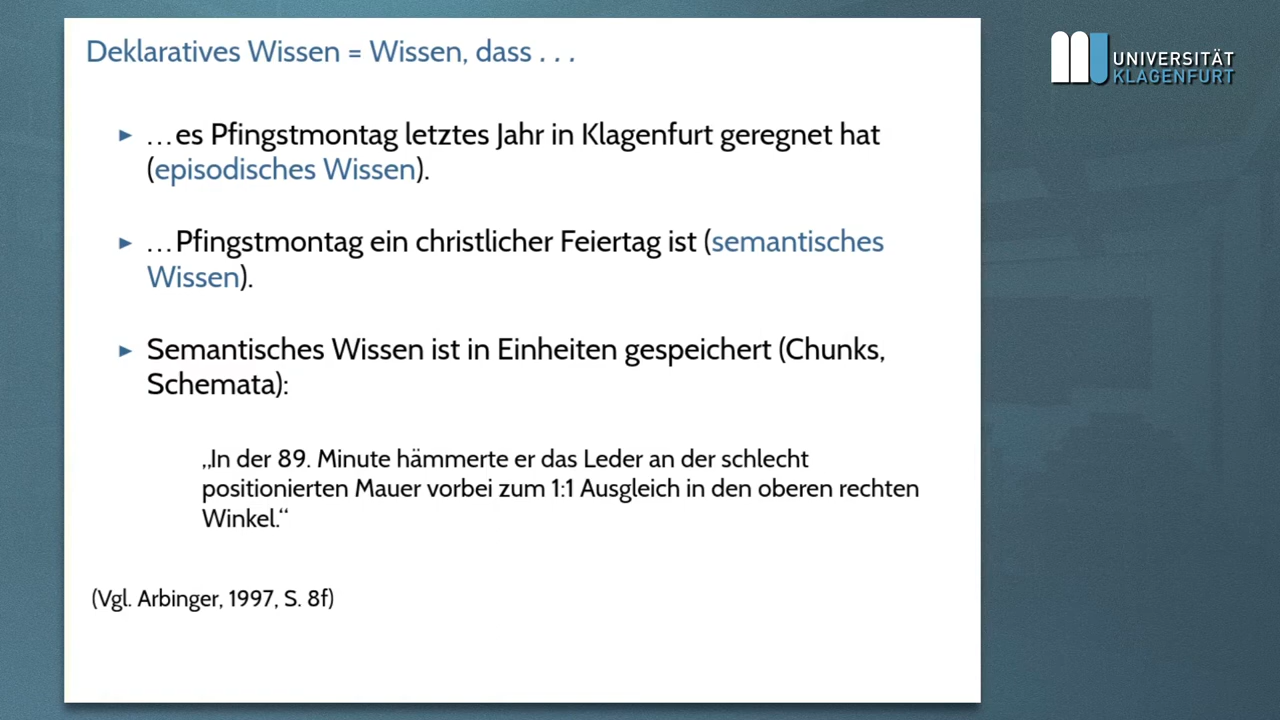 Deklaratives Wissen = Wissen, dass . . .
UNIVERSITÄT
KLAGENFURT
▶ …es Pfingstmontag letztes Jahr in Klagenfurt geregnet hat
(episodisches Wissen).
▶ …Pfingstmontag ein christlicher Feiertag ist (semantisches
Wissen).
▶ Semantisches Wissen ist in Einheiten gespeichert (Chunks,
Schemata):
„In der 89. Minute hämmerte er das Leder an der schlecht
positionierten Mauer vorbei zum 1:1 Ausgleich in den oberen rechten
Winkel.“
(Vgl. Arbinger, 1997, S. 8f)